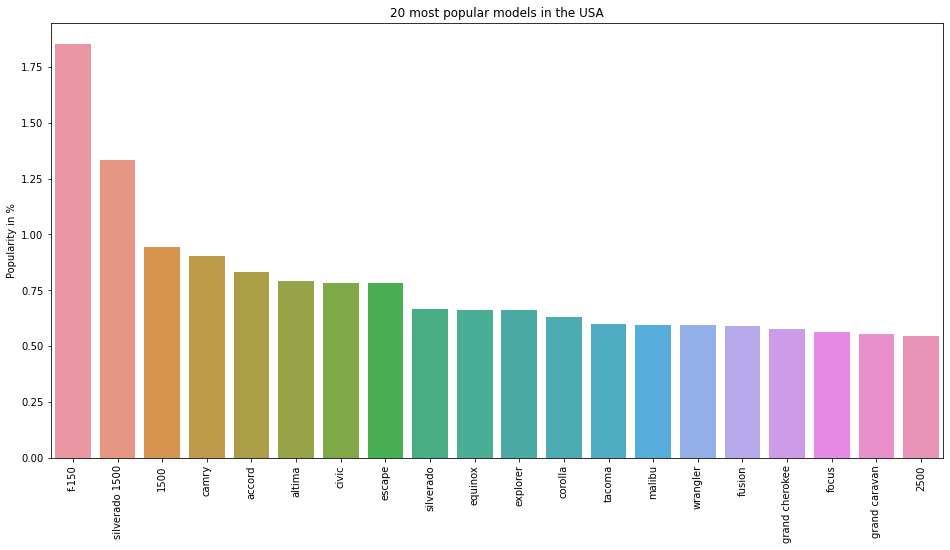 20 most popular models in the USA
Popularity in %
1.75
1.50
1.25
1.00
0.75
0.50
0.25
0.00
f-150
silverado 1500
1500
camry
accord
altima
civic
escape
silverado
equinox
explorer
corolla
tacoma
malibu
wrangler
fusion
grand cherokee
focus
grand caravan
2500